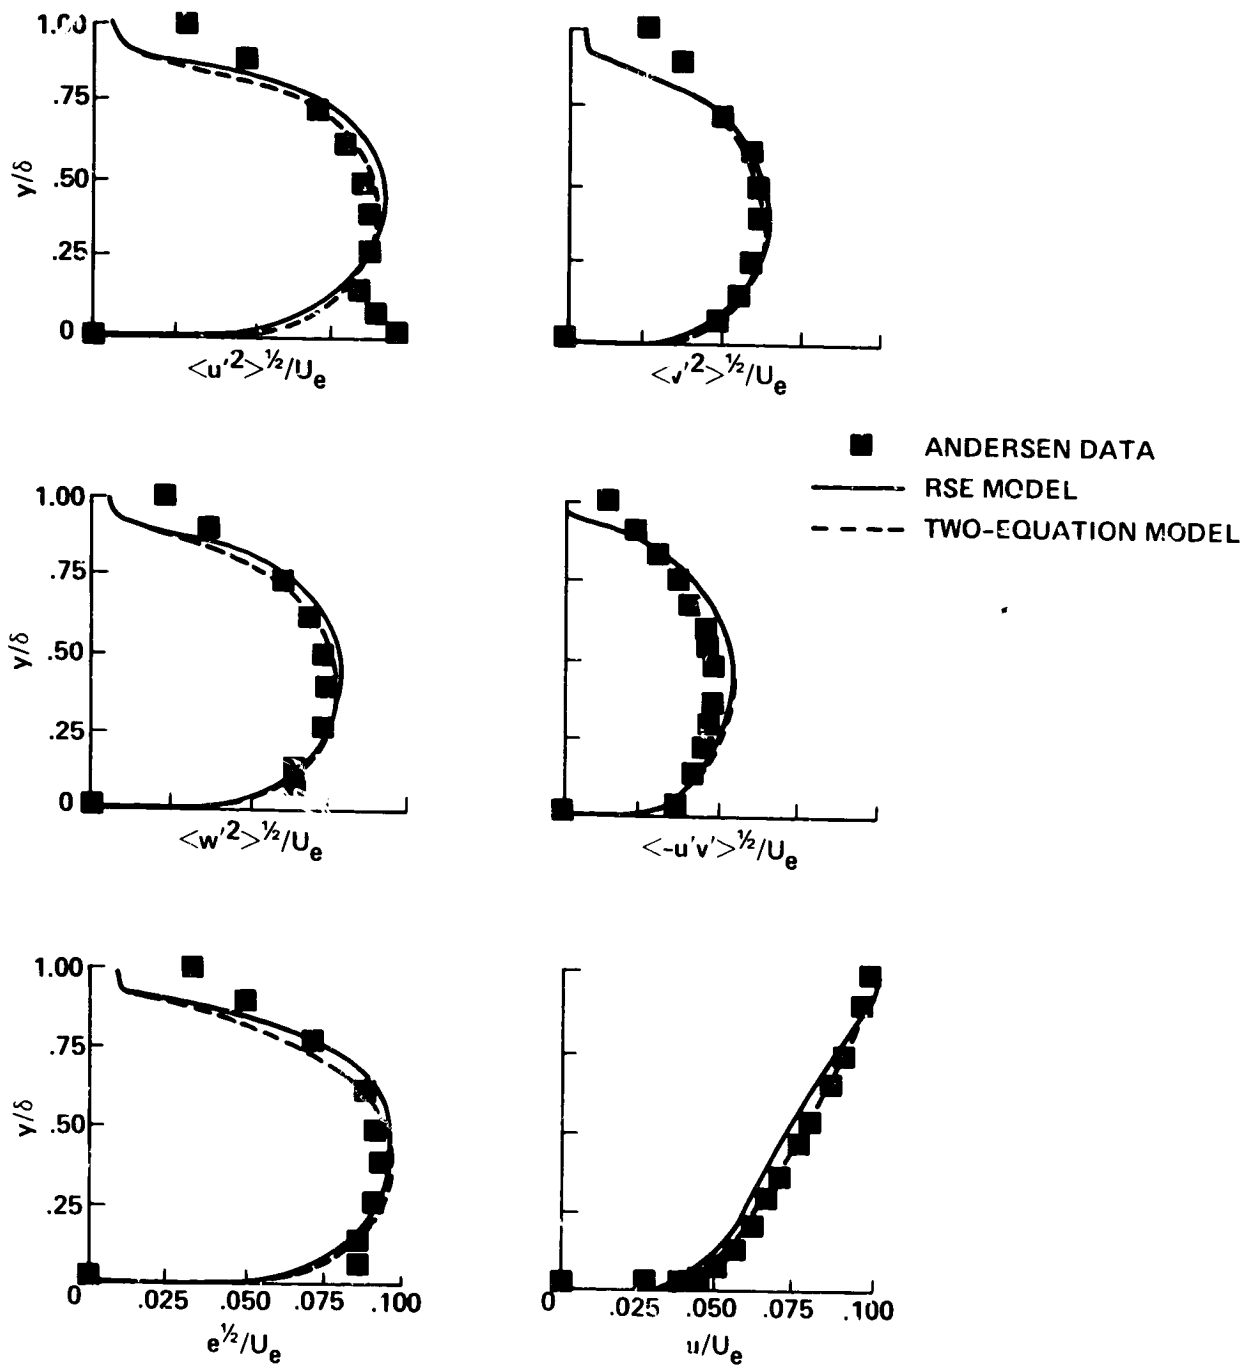 1.00
.75
y/δ
.50
.25
0
<u'²>½/Uₑ
<v'²>½/Uₑ
ANDERSEN DATA
RSE MODEL
TWO-EQUATION MODEL
1.00
.75
y/δ
.50
.25
0
<w'²>½/Uₑ
<-u'v'>½/Uₑ
1.00
.75
y/δ
.50
.25
0 .025 .050 .075 .100
e½/Uₑ
0 .025 .050 .075 .100
u/Uₑ